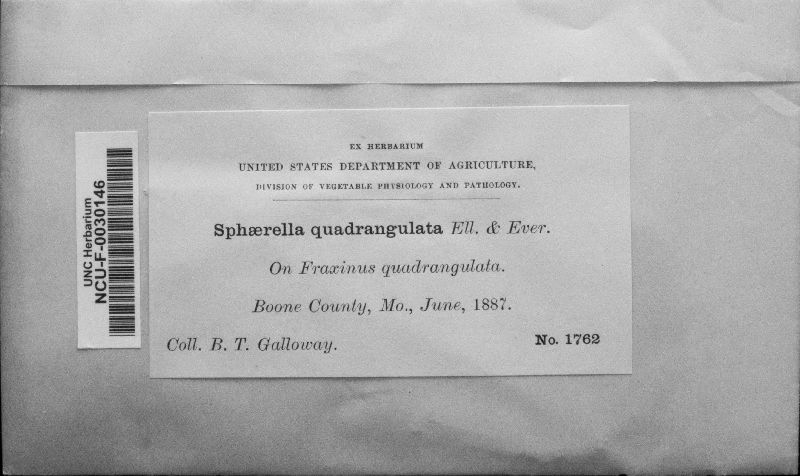 EX HERBARIUM
UNITED STATES DEPARTMENT OF AGRICULTURE,
DIVISION OF VEGETABLE PHYSIOLOGY AND PATHOLOGY.
Sphærella quadrangulata Ell. & Ever.
On Fraxinus quadrangulata.
Boone County, Mo., June, 1887.
Coll. B. T. Galloway.
No. 1762
UNC Herbarium
NCU-F-0030146